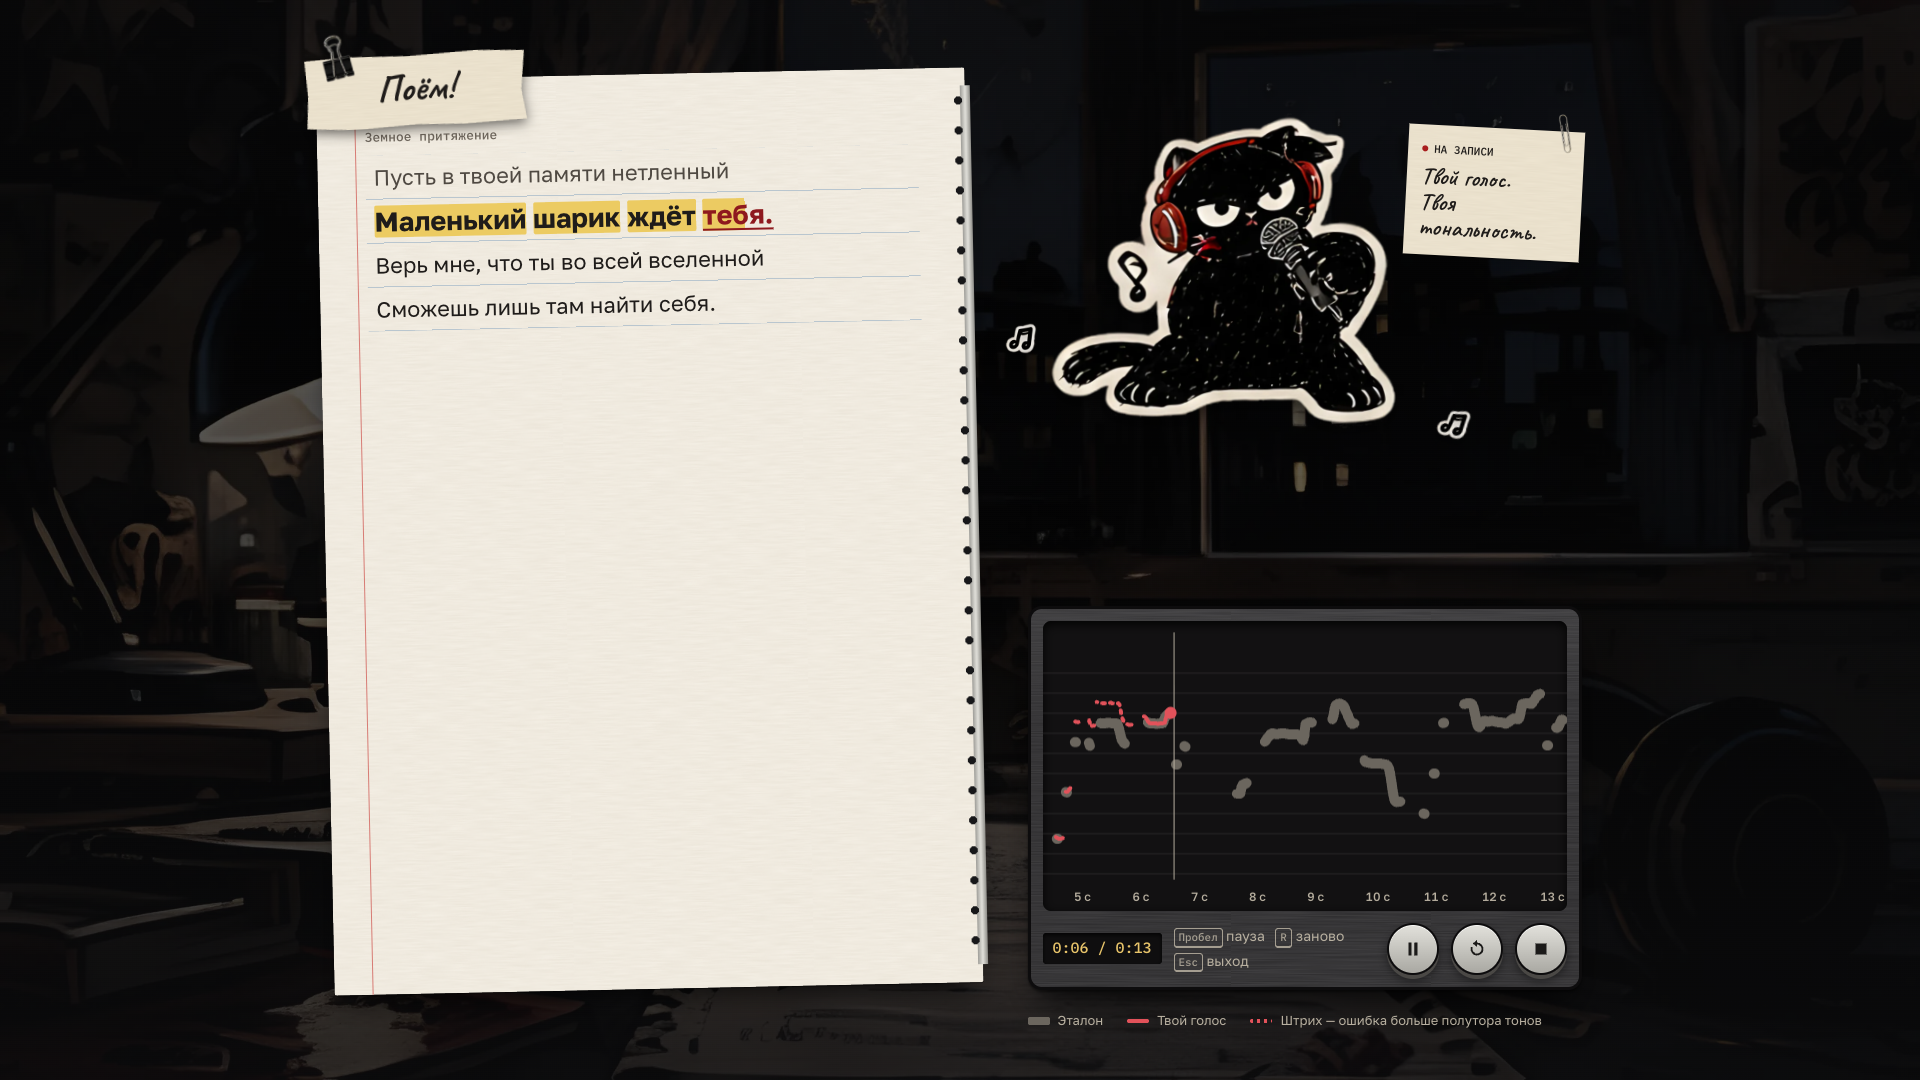 Поём!
Земное притяжение
Пусть в твоей памяти нетленный
Маленький шарик ждёт тебя.
Верь мне, что ты во всей вселенной
Сможешь лишь там найти себя.
НА ЗАПИСИ
Твой голос.
Твоя
тональность.
5 с 6 с 7 с 8 с 9 с 10 с 11 с 12 с 13 с
0:06 / 0:13
Пробел пауза R заново
Esc выход
Эталон Твой голос Штрих — ошибка больше полутора тонов